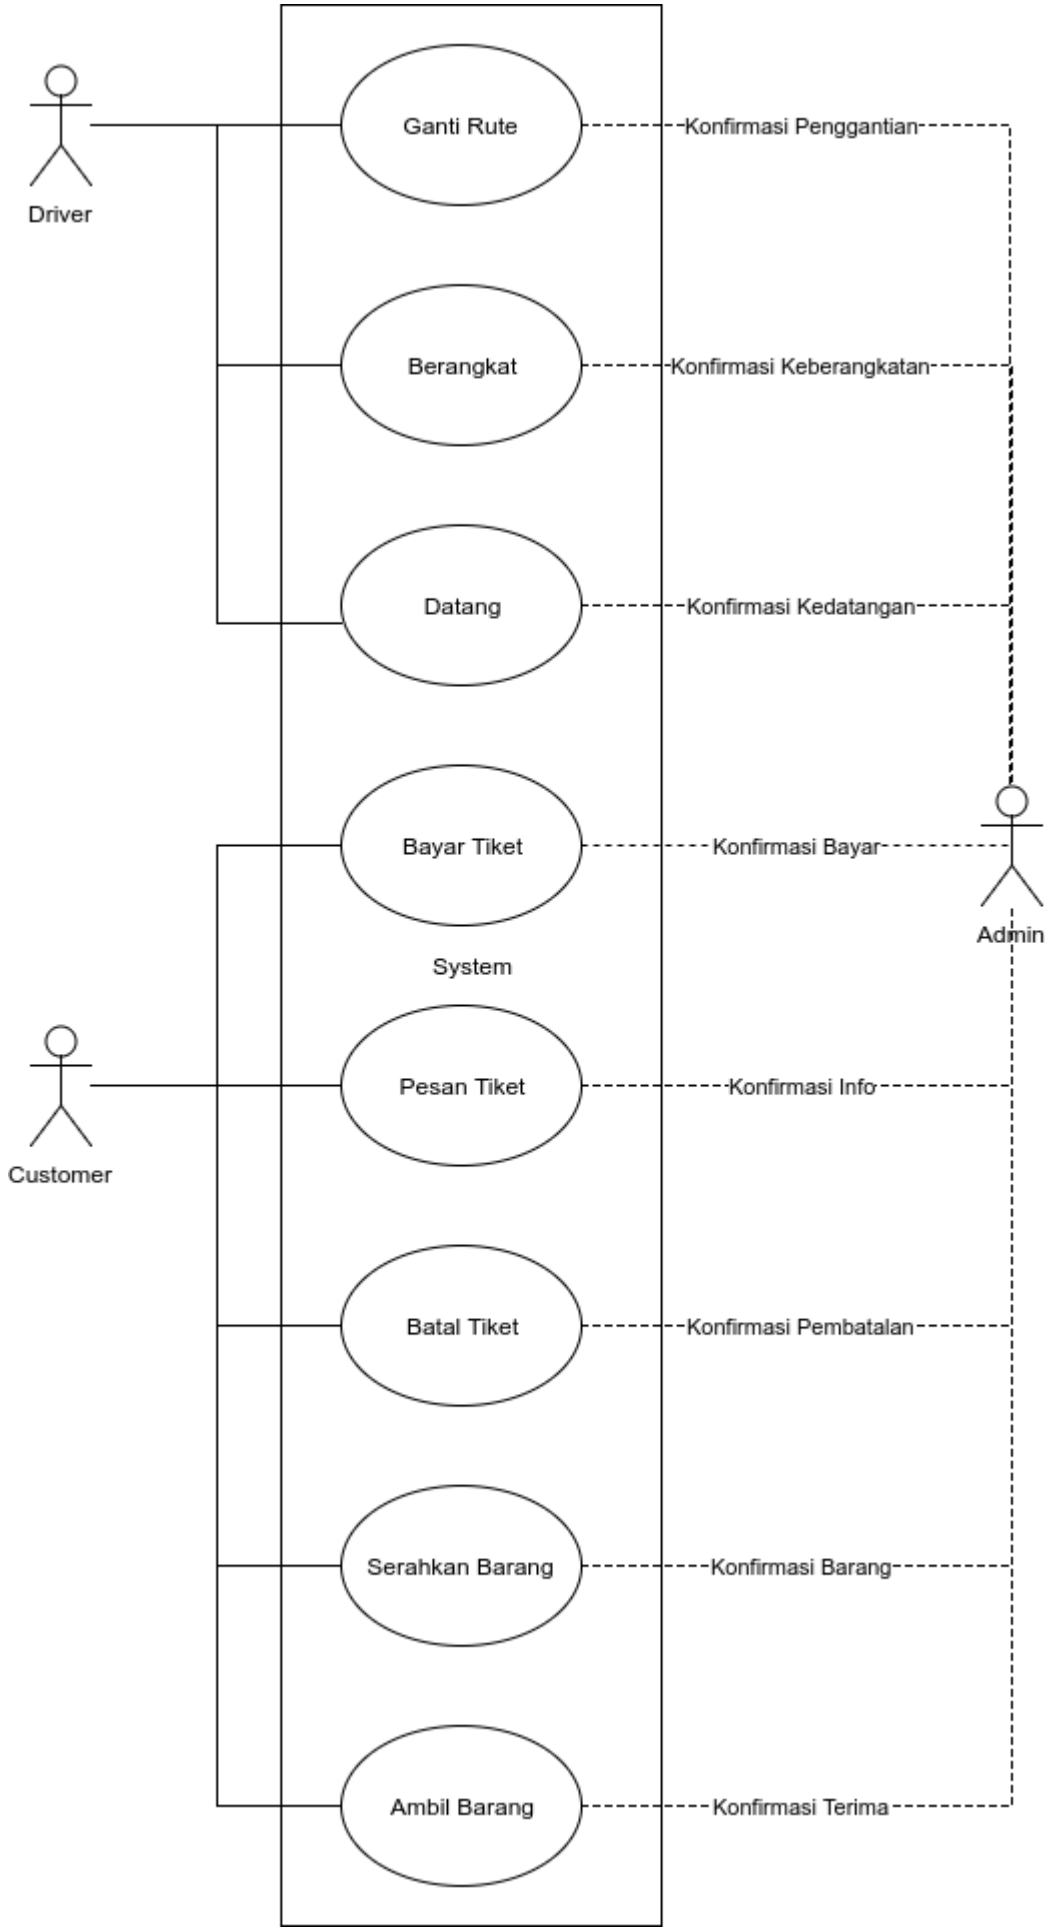 Ganti Rute
Konfirmasi Penggantian
Driver
Berangkat
Konfirmasi Keberangkatan
Datang
Konfirmasi Kedatangan
Bayar Tiket
Konfirmasi Bayar
Admin
System
Pesan Tiket
Konfirmasi Info
Customer
Batal Tiket
Konfirmasi Pembatalan
Serahkan Barang
Konfirmasi Barang
Ambil Barang
Konfirmasi Terima